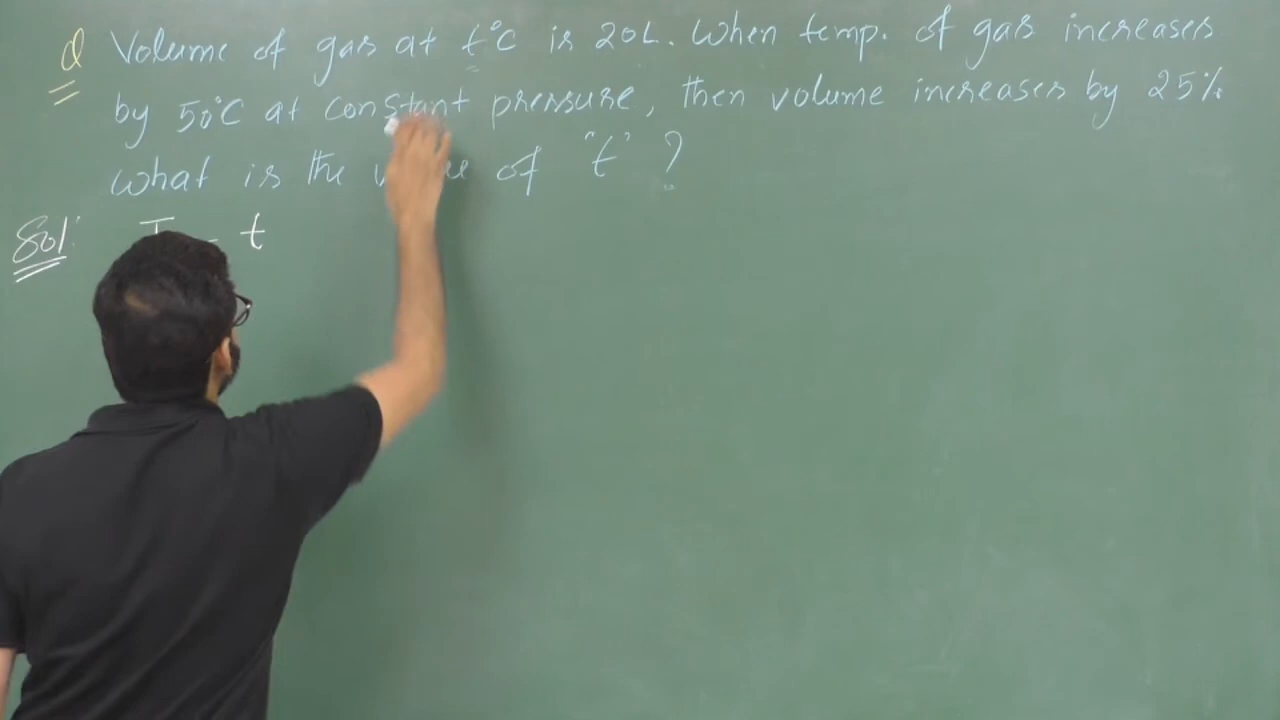 Q Volume of gas at t°C is 20L. When temp. of gas increases
by 50°C at constant pressure, then volume increases by 25%
what is the of "t" ?
Sol: t